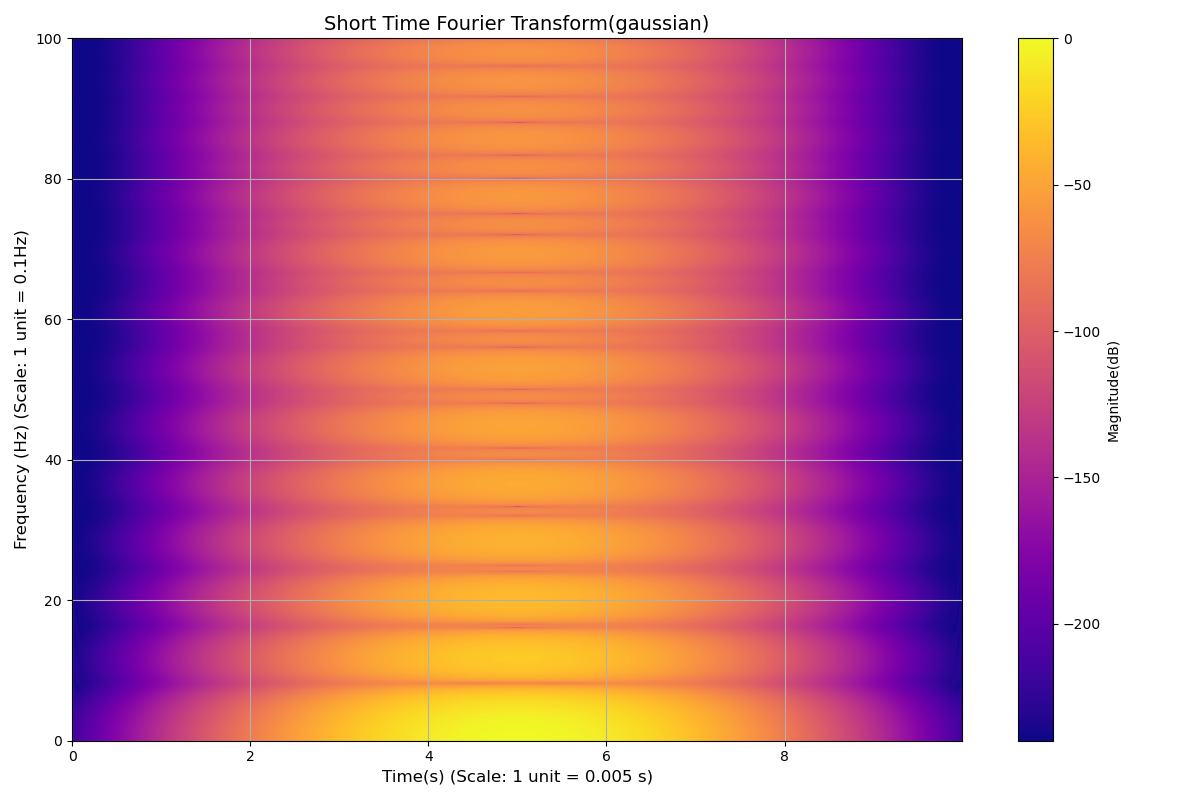 Short Time Fourier Transform(gaussian)
100
80
60
40
20
0
Frequency (Hz) (Scale: 1 unit = 0.1Hz)
0 2 4 6 8
Time(s) (Scale: 1 unit = 0.005 s)
0
−50
−100
−150
−200
Magnitude(dB)